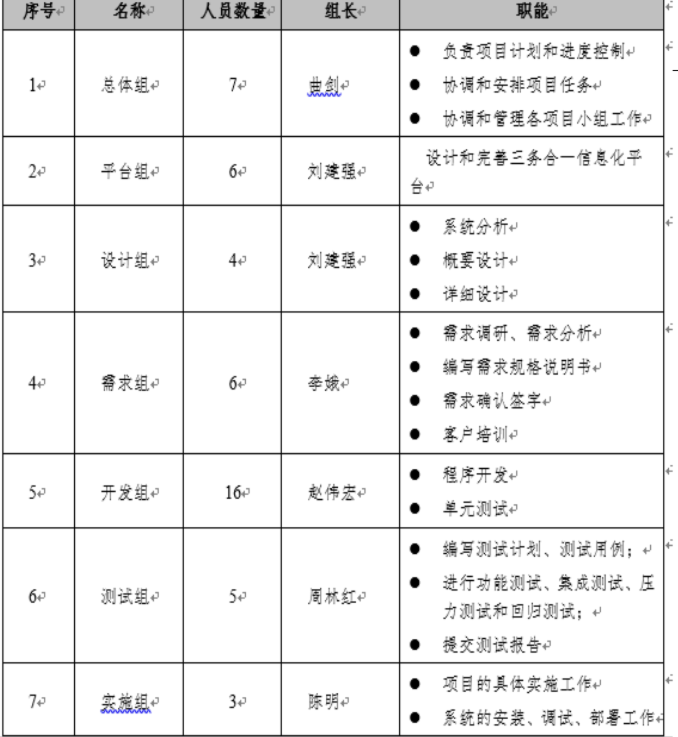 序号 名称 人员数量 组长 职能
1 总体组 7 曲剑
负责项目计划和进度控制
协调和安排项目任务
协调和管理各项目小组工作
2 平台组 6 刘建强
设计和完善三务合一信息化平
台
3 设计组 4 刘建强
系统分析
概要设计
详细设计
4 需求组 6 李娥
需求调研、需求分析
编写需求规格说明书
需求确认签字
客户培训
5 开发组 16 赵伟宏
程序开发
单元测试
6 测试组 5 周林红
编写测试计划、测试用例；
进行功能测试、集成测试、压
力测试和回归测试；
提交测试报告
7 实施组 3 陈明
项目的具体实施工作
系统的安装、调试、部署工作